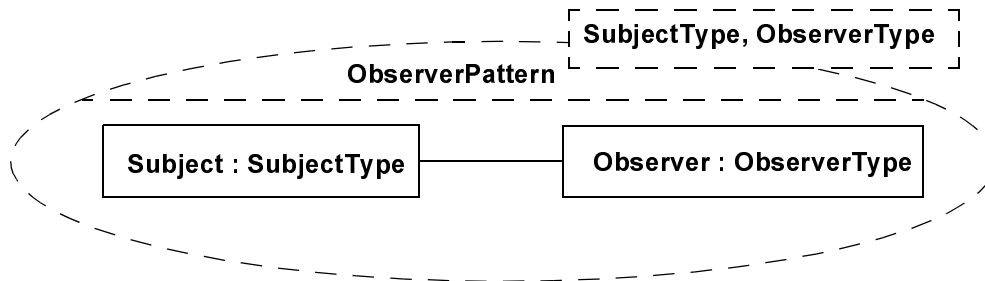 SubjectType, ObserverType
ObserverPattern
Subject : SubjectType
Observer : ObserverType